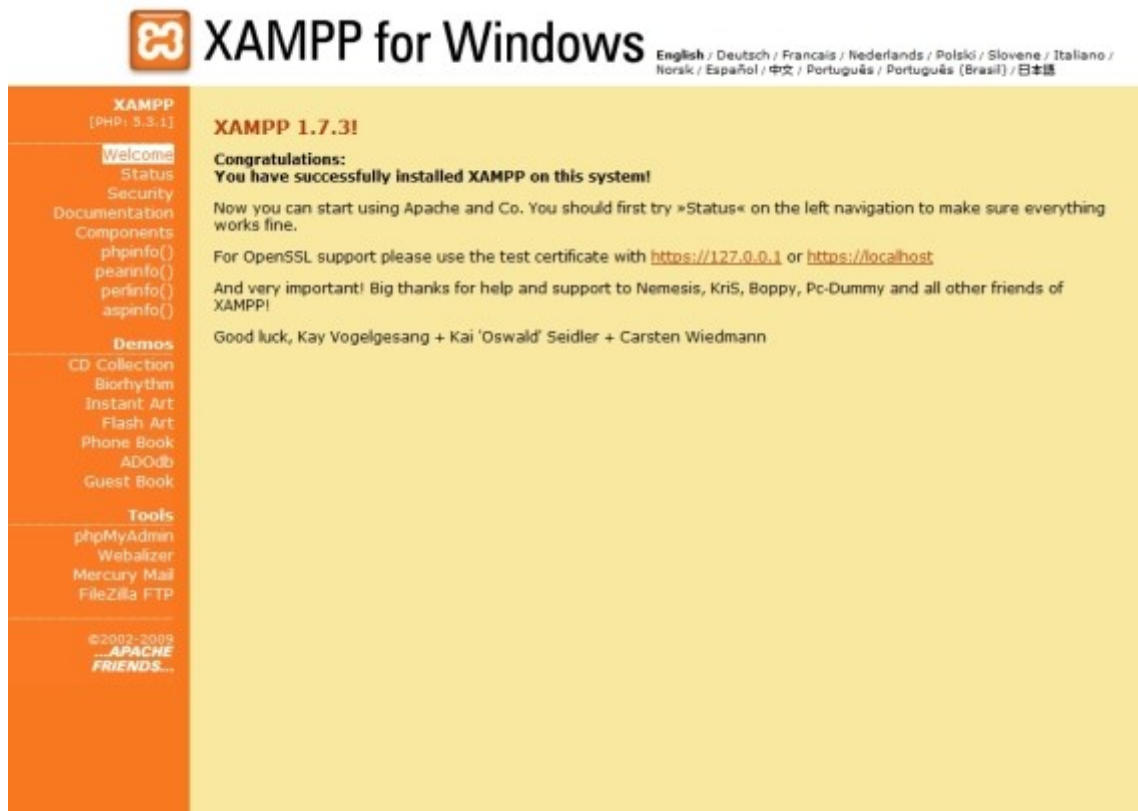 XAMPP for Windows
English / Deutsch / Francais / Nederlands / Polski / Slovene / Italiano /
Norsk / Español / 中文 / Português / Português (Brasil) / 日本語
XAMPP
[PHP: 5.3.1]
Welcome
Status
Security
Documentation
Components
phpinfo()
pearinfo()
perlinfo()
aspinfo()
Demos
CD Collection
Biorhythm
Instant Art
Flash Art
Phone Book
ADOdb
Guest Book
Tools
phpMyAdmin
Webalizer
Mercury Mail
FileZilla FTP
©2002-2009
...APACHE
FRIENDS...
XAMPP 1.7.3!
Congratulations:
You have successfully installed XAMPP on this system!
Now you can start using Apache and Co. You should first try »Status« on the left navigation to make sure everything
works fine.
For OpenSSL support please use the test certificate with https://127.0.0.1 or https://localhost
And very important! Big thanks for help and support to Nemesis, KriS, Boppy, Pc-Dummy and all other friends of
XAMPP!
Good luck, Kay Vogelgesang + Kai 'Oswald' Seidler + Carsten Wiedmann